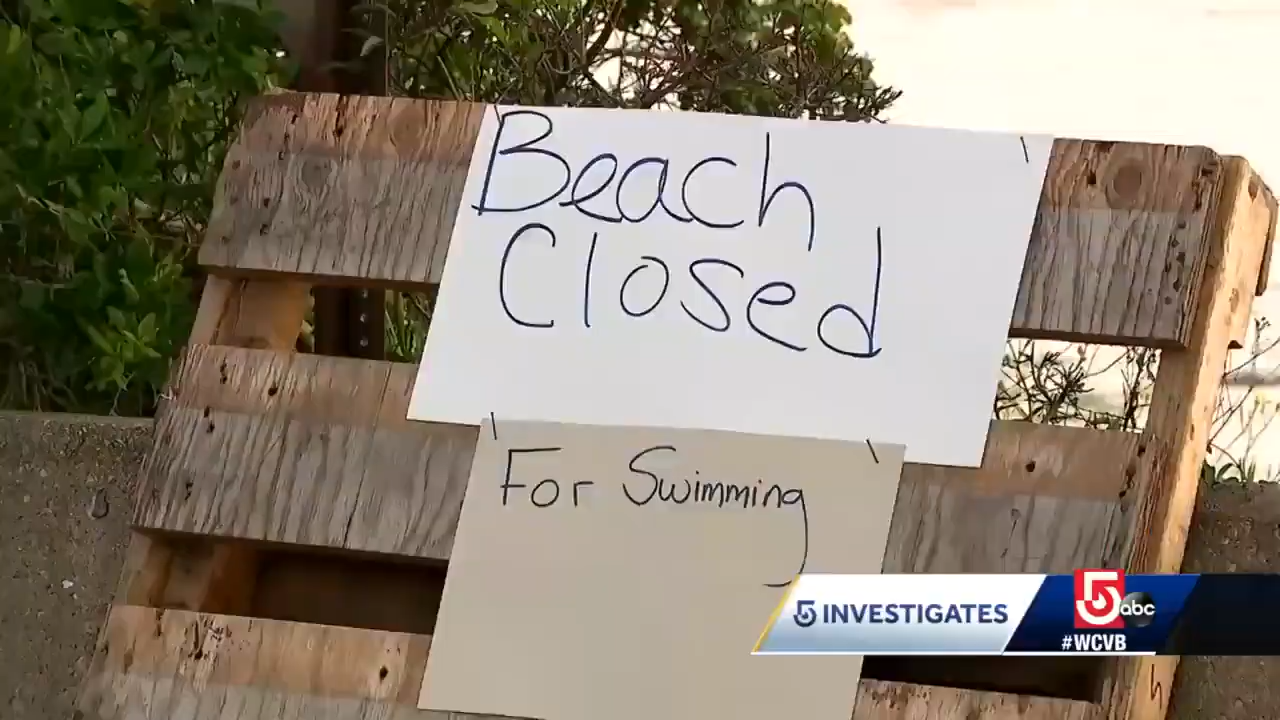 Beach
Closed
For Swimming
5 INVESTIGATES
5 abc
#WCVB